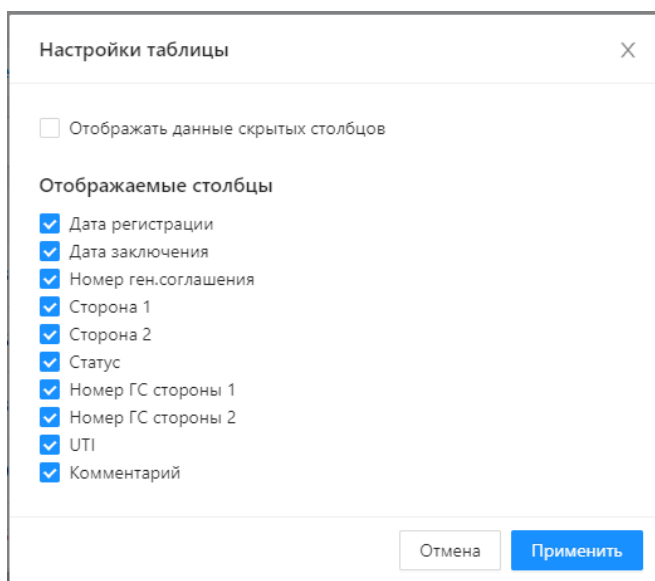 Настройки таблицы
Отображать данные скрытых столбцов
Отображаемые столбцы
Дата регистрации
Дата заключения
Номер ген.соглашения
Сторона 1
Сторона 2
Статус
Номер ГС стороны 1
Номер ГС стороны 2
UTI
Комментарий
Отмена Применить